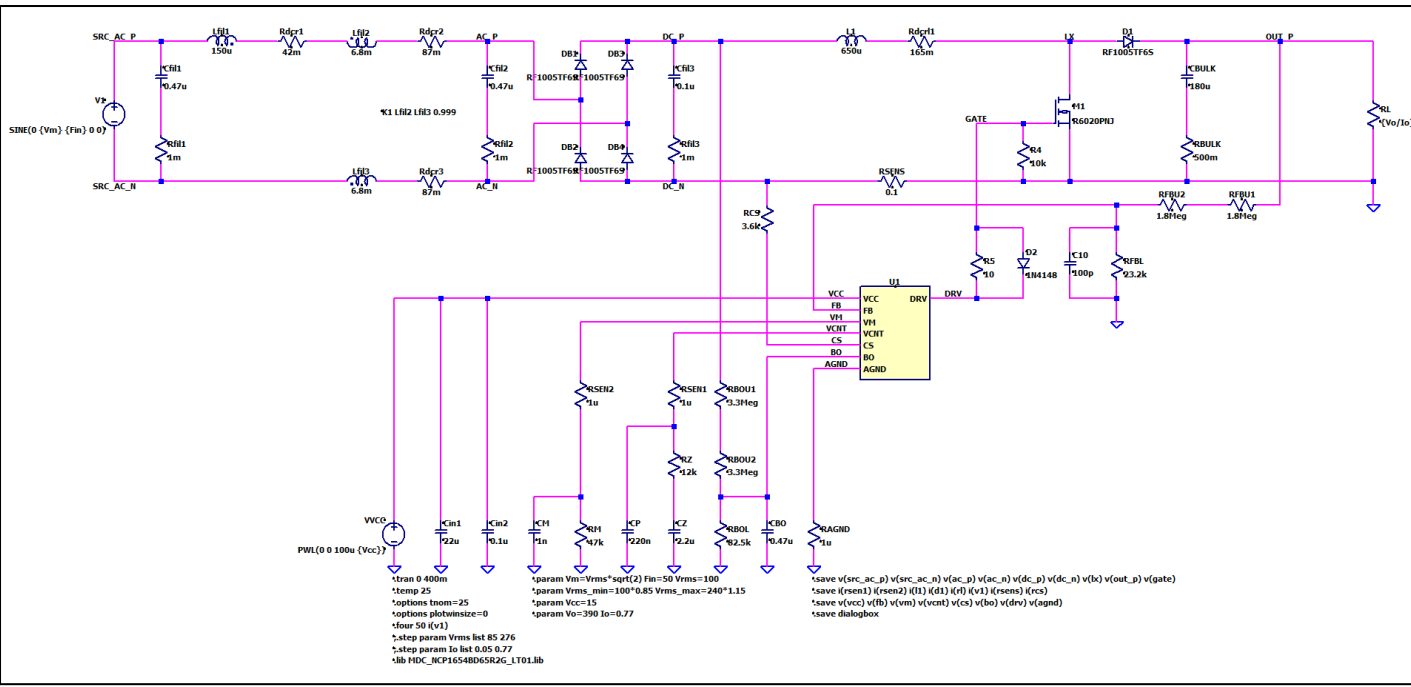 SRC_AC_P
Lfil1
150u
Rdcr1
42m
Lfil2
6.8m
Rdcr2
87m
AC_P
DB1
DB3
RF1005TF6S
RF1005TF6S
DC_P
L1
650u
Rdcrl1
165m
LX
D1
RF1005TF6S
OUT_P
Cfil1
0.47u
Cfil2
0.47u
Cfil3
0.1u
CBULK
180u
V1
SINE(0 {Vm} {Fin} 0 0)
K1 Lfil2 Lfil3 0.999
M1
R6020PNJ
GATE
RL
{Vo/Io}
Rfil1
1m
Rfil2
1m
DB2
DB4
RF1005TF6S
RF1005TF6S
Rfil3
1m
R4
10k
RBULK
500m
SRC_AC_N
Lfil3
6.8m
Rdcr3
87m
AC_N
DC_N
RSENS
0.1
RCS
3.6k
RFBU2
1.8Meg
RFBU1
1.8Meg
R5
10
D2
1N4148
C10
100p
RFBL
23.2k
U1
VCC
FB
VM
VCNT
CS
BO
AGND
VCC
FB
VM
VCNT
CS
BO
AGND
DRV
DRV
RSEN2
1u
RSEN1
1u
RBOU1
3.3Meg
RZ
12k
RBOU2
3.3Meg
VVCC
PWL(0 0 100u {Vcc})
Cin1
22u
Cin2
0.1u
CM
1n
RM
47k
CP
220n
CZ
2.2u
RBOL
82.5k
CBO
0.47u
RAGND
1u
.tran 0 400m
.temp 25
.options tnom=25
.options plotwinsize=0
.four 50 i(v1)
;.step param Vrms list 85 276
;.step param Io list 0.05 0.77
.lib MDC_NCP1654BD65R2G_LT01.lib
.param Vm=Vrms*sqrt(2) Fin=50 Vrms=100
.param Vrms_min=100*0.85 Vrms_max=240*1.15
.param Vcc=15
.param Vo=390 Io=0.77
.save v(src_ac_p) v(src_ac_n) v(ac_p) v(ac_n) v(dc_p) v(dc_n) v(lx) v(out_p) v(gate)
.save i(rsen1) i(rsen2) i(l1) i(d1) i(rl) i(v1) i(rsens) i(rcs)
.save v(vcc) v(fb) v(vm) v(vcnt) v(cs) v(bo) v(drv) v(agnd)
.save dialogbox